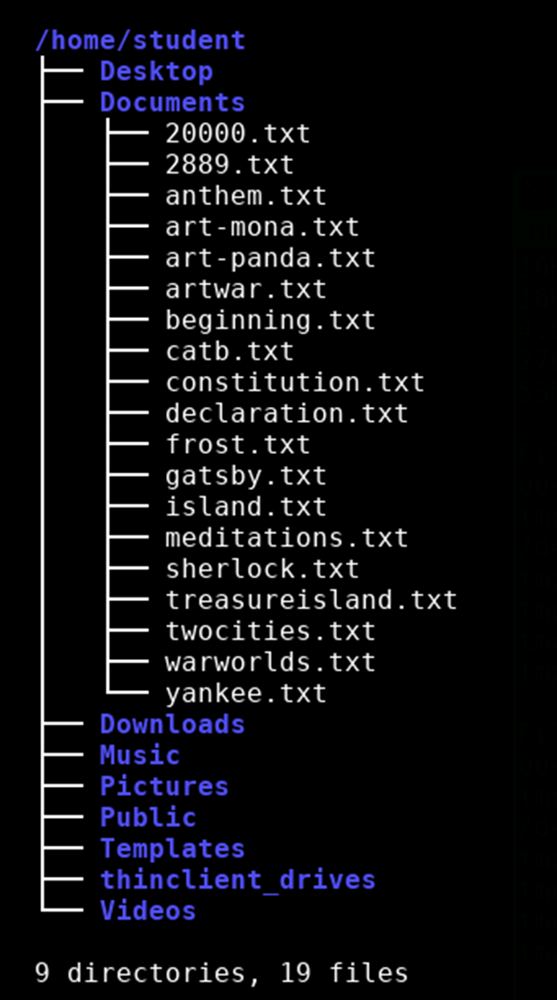 /home/student
├── Desktop
├── Documents
│   ├── 20000.txt
│   ├── 2889.txt
│   ├── anthem.txt
│   ├── art-mona.txt
│   ├── art-panda.txt
│   ├── artwar.txt
│   ├── beginning.txt
│   ├── catb.txt
│   ├── constitution.txt
│   ├── declaration.txt
│   ├── frost.txt
│   ├── gatsby.txt
│   ├── island.txt
│   ├── meditations.txt
│   ├── sherlock.txt
│   ├── treasureisland.txt
│   ├── twocities.txt
│   ├── warworlds.txt
│   └── yankee.txt
├── Downloads
├── Music
├── Pictures
├── Public
├── Templates
├── thinclient_drives
└── Videos

9 directories, 19 files